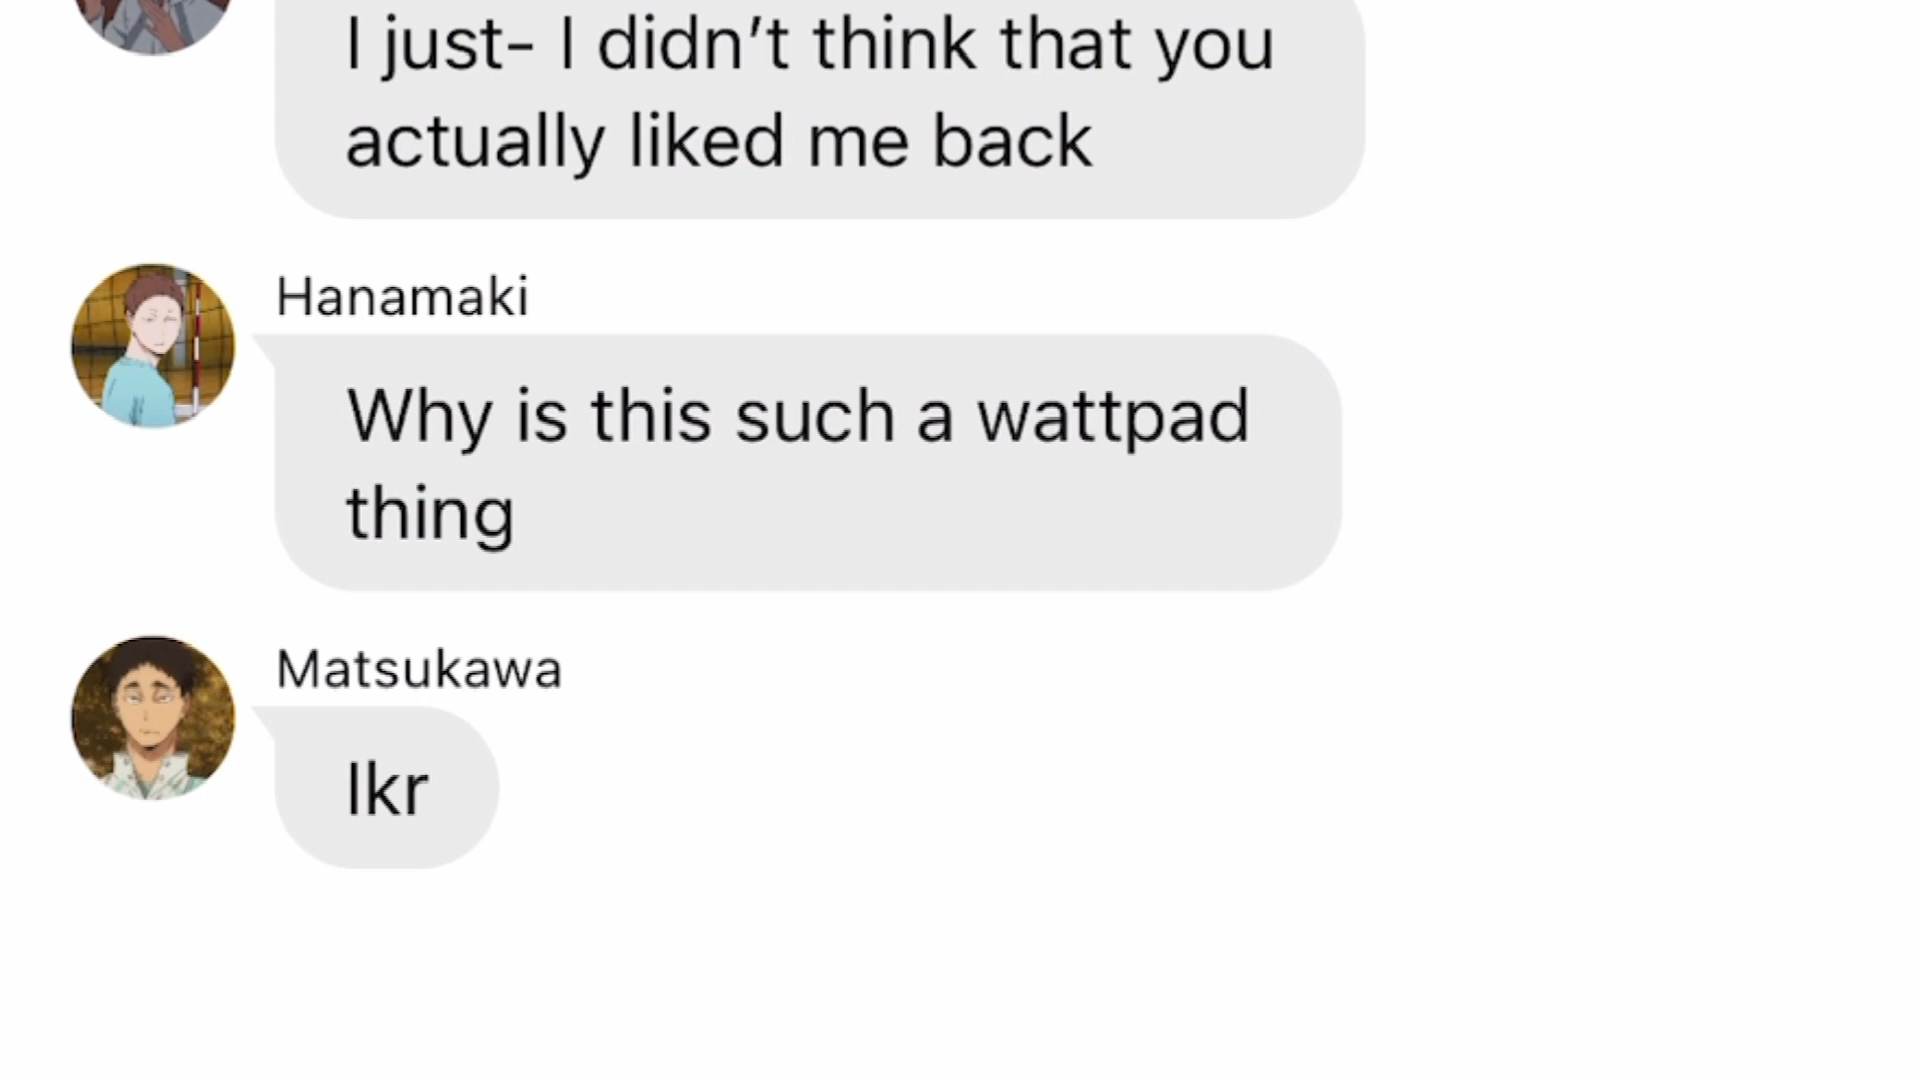 I just- I didn't think that you
actually liked me back
Hanamaki
Why is this such a wattpad
thing
Matsukawa
Ikr